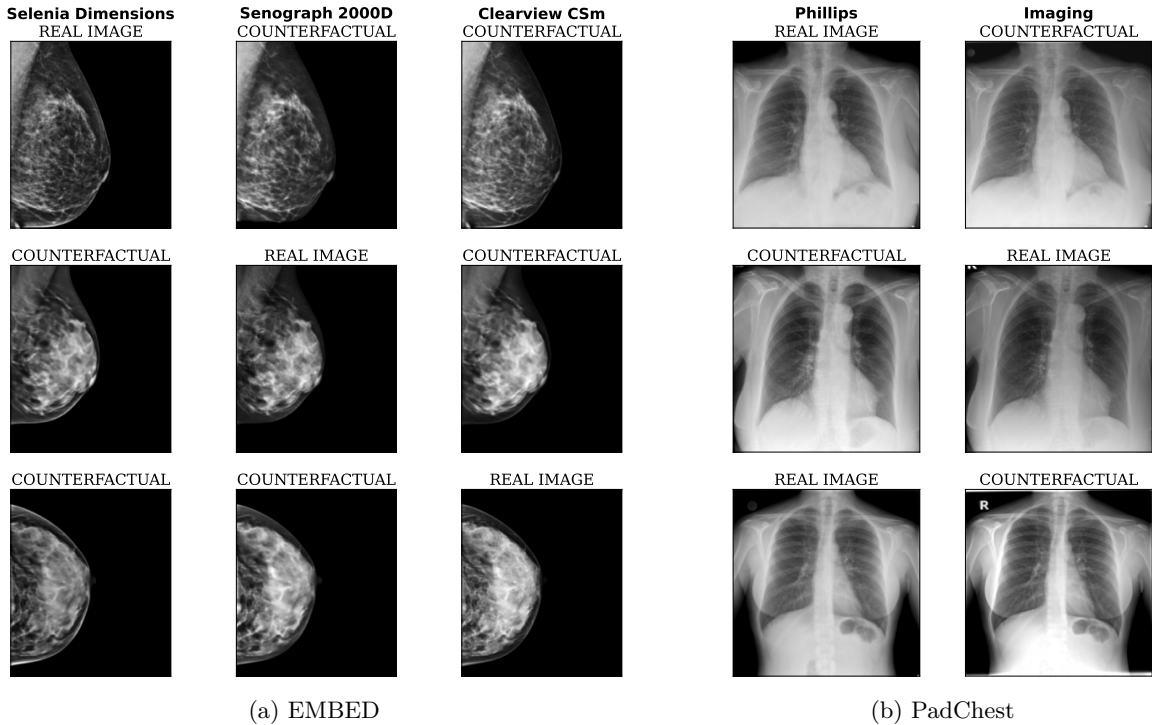 Selenia Dimensions Senograph 2000D Clearview CSm Phillips Imaging
REAL IMAGE COUNTERFACTUAL COUNTERFACTUAL REAL IMAGE COUNTERFACTUAL
COUNTERFACTUAL REAL IMAGE COUNTERFACTUAL COUNTERFACTUAL REAL IMAGE
R
COUNTERFACTUAL COUNTERFACTUAL REAL IMAGE REAL IMAGE COUNTERFACTUAL
R
(a) EMBED (b) PadChest